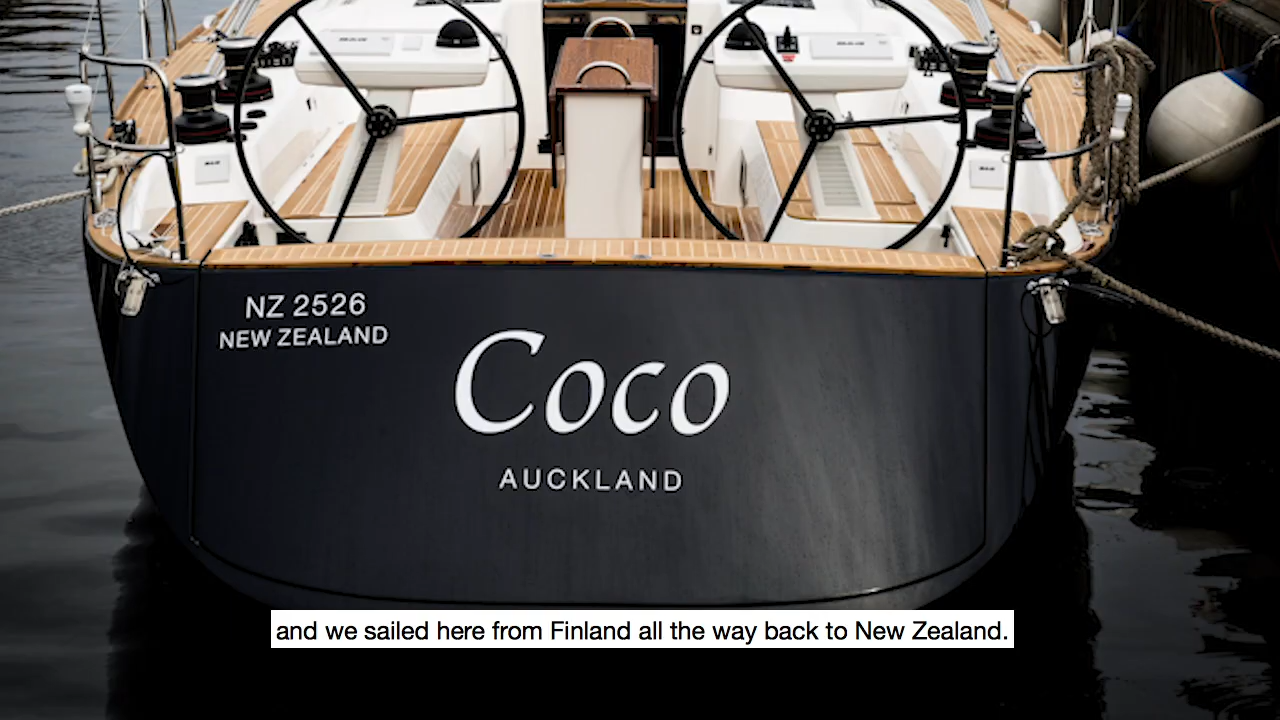 NZ 2526
NEW ZEALAND
Coco
AUCKLAND
and we sailed here from Finland all the way back to New Zealand.